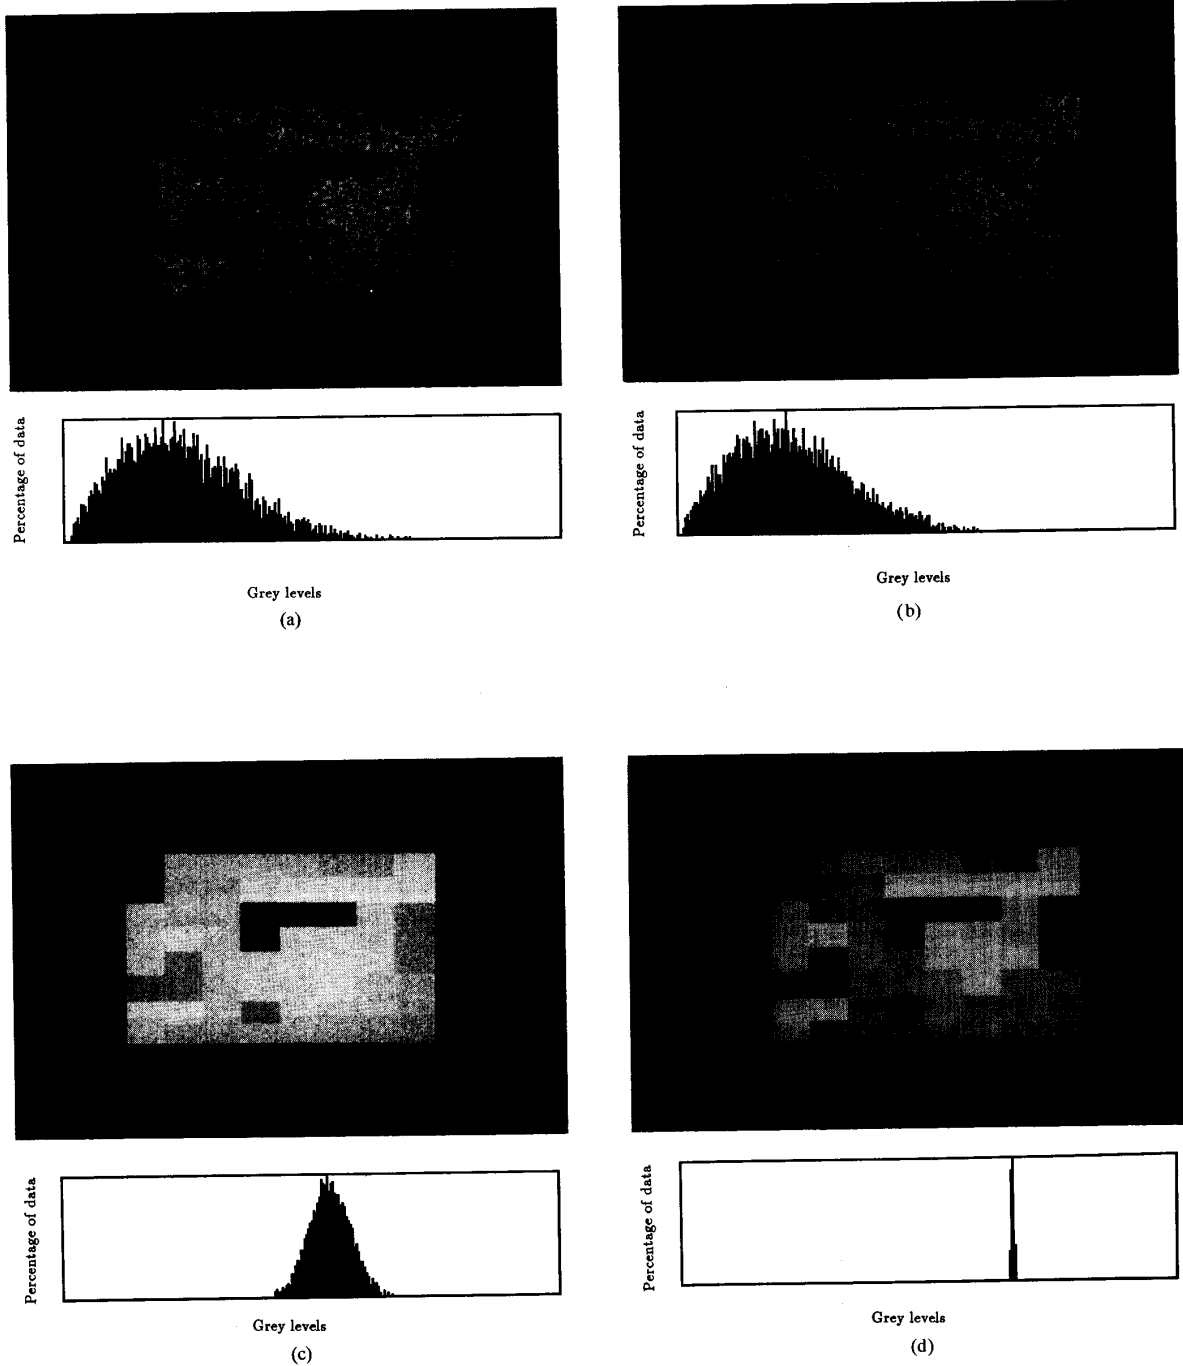 Percentage of data
Grey levels
(a)
Percentage of data
Grey levels
(b)
Percentage of data
Grey levels
(c)
Percentage of data
Grey levels
(d)